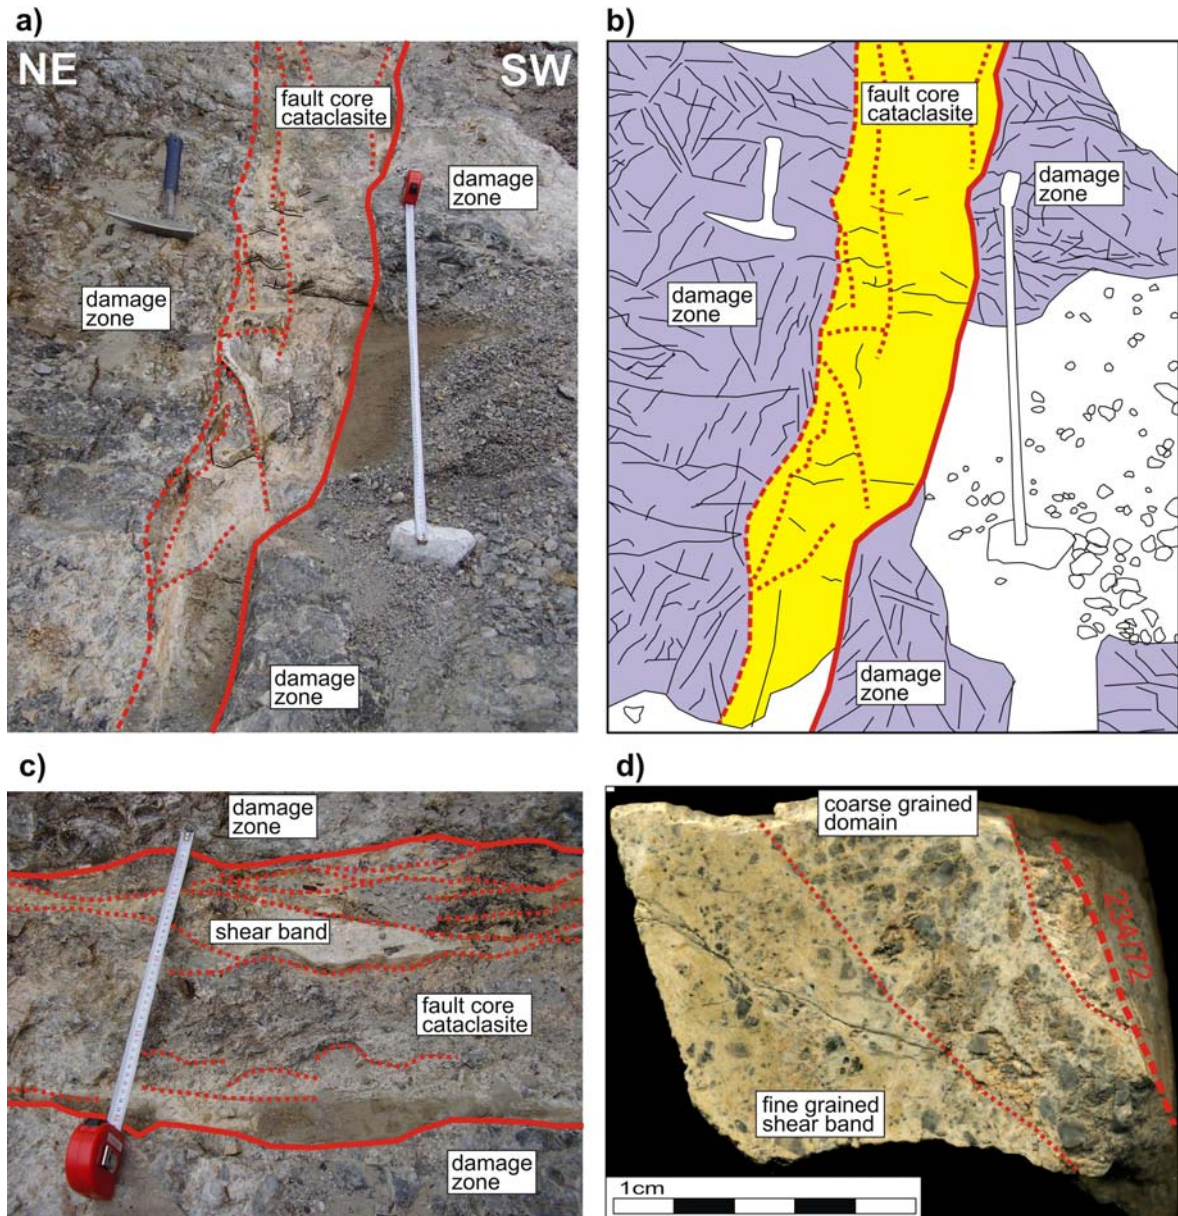 a)
NE
SW
fault core
cataclasite
damage
zone
damage
zone
damage
zone
b)
fault core
cataclasite
damage
zone
damage
zone
damage
zone
c)
damage
zone
shear band
fault core
cataclasite
damage
zone
d)
coarse grained
domain
234/72
fine grained
shear band
1cm